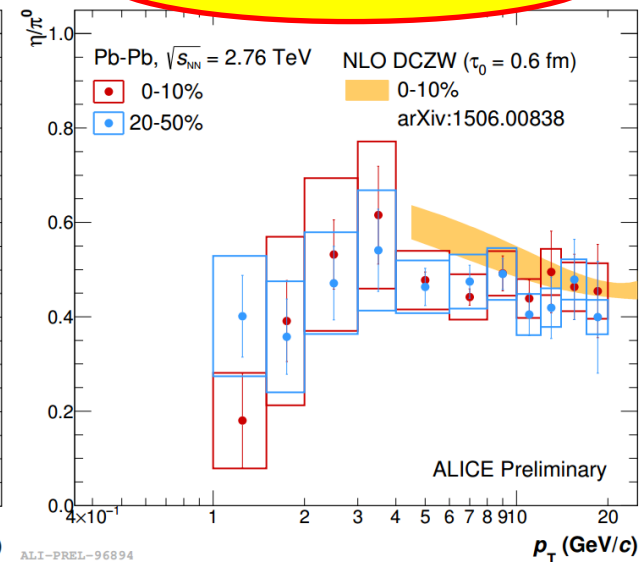 η/π⁰
1.0
0.8
0.6
0.4
0.2
0.0
Pb-Pb, √s_NN = 2.76 TeV
0-10%
20-50%
NLO DCZW (τ₀ = 0.6 fm)
0-10%
arXiv:1506.00838
ALICE Preliminary
4×10⁻¹ 1 2 3 4 5 6 7 8 9 10 20
p_T (GeV/c)
ALI-PREL-96894